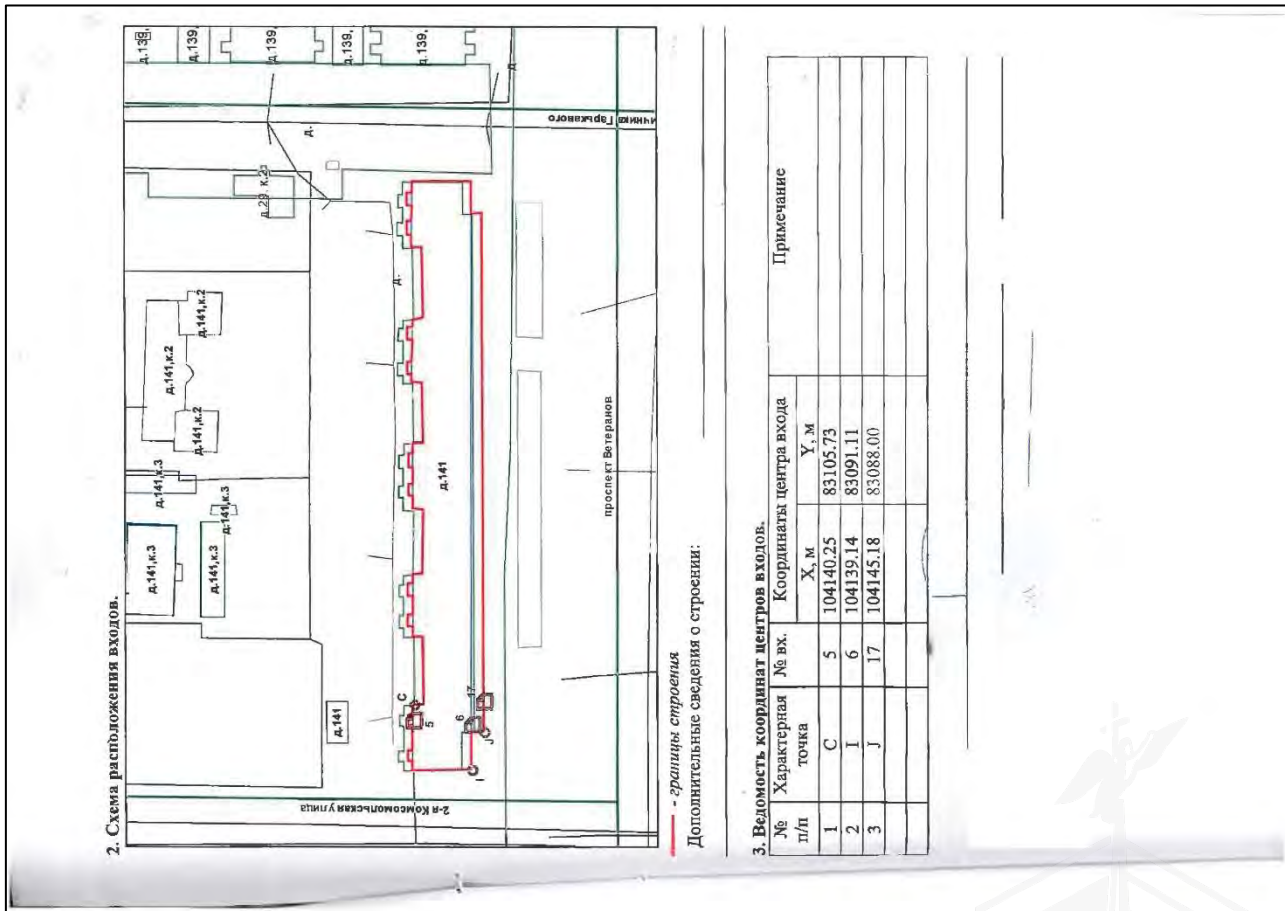 2. Схема расположения входов.
д.139,
д.139,
д.139,
д.139,
д.139,
д.141,к.3
д.141,к.3
д.141,к.3
д.141,к.3
д.141,к.2
д.141,к.2
д.141,к.2
д.29. к.2
д.
д.
д.
д.141
2-я Комсомольская улица
ичника Гарькавого
C
5
6
17
I
J
д.141
проспект Ветеранов
- границы строения
Дополнительные сведения о строении:
3. Ведомость координат центров входов.
№ п/п Характерная точка № вх. Координаты центра входа Примечание
X, м Y, м
1 C 5 104140.25 83105.73
2 I 6 104139.14 83091.11
3 J 17 104145.18 83088.00